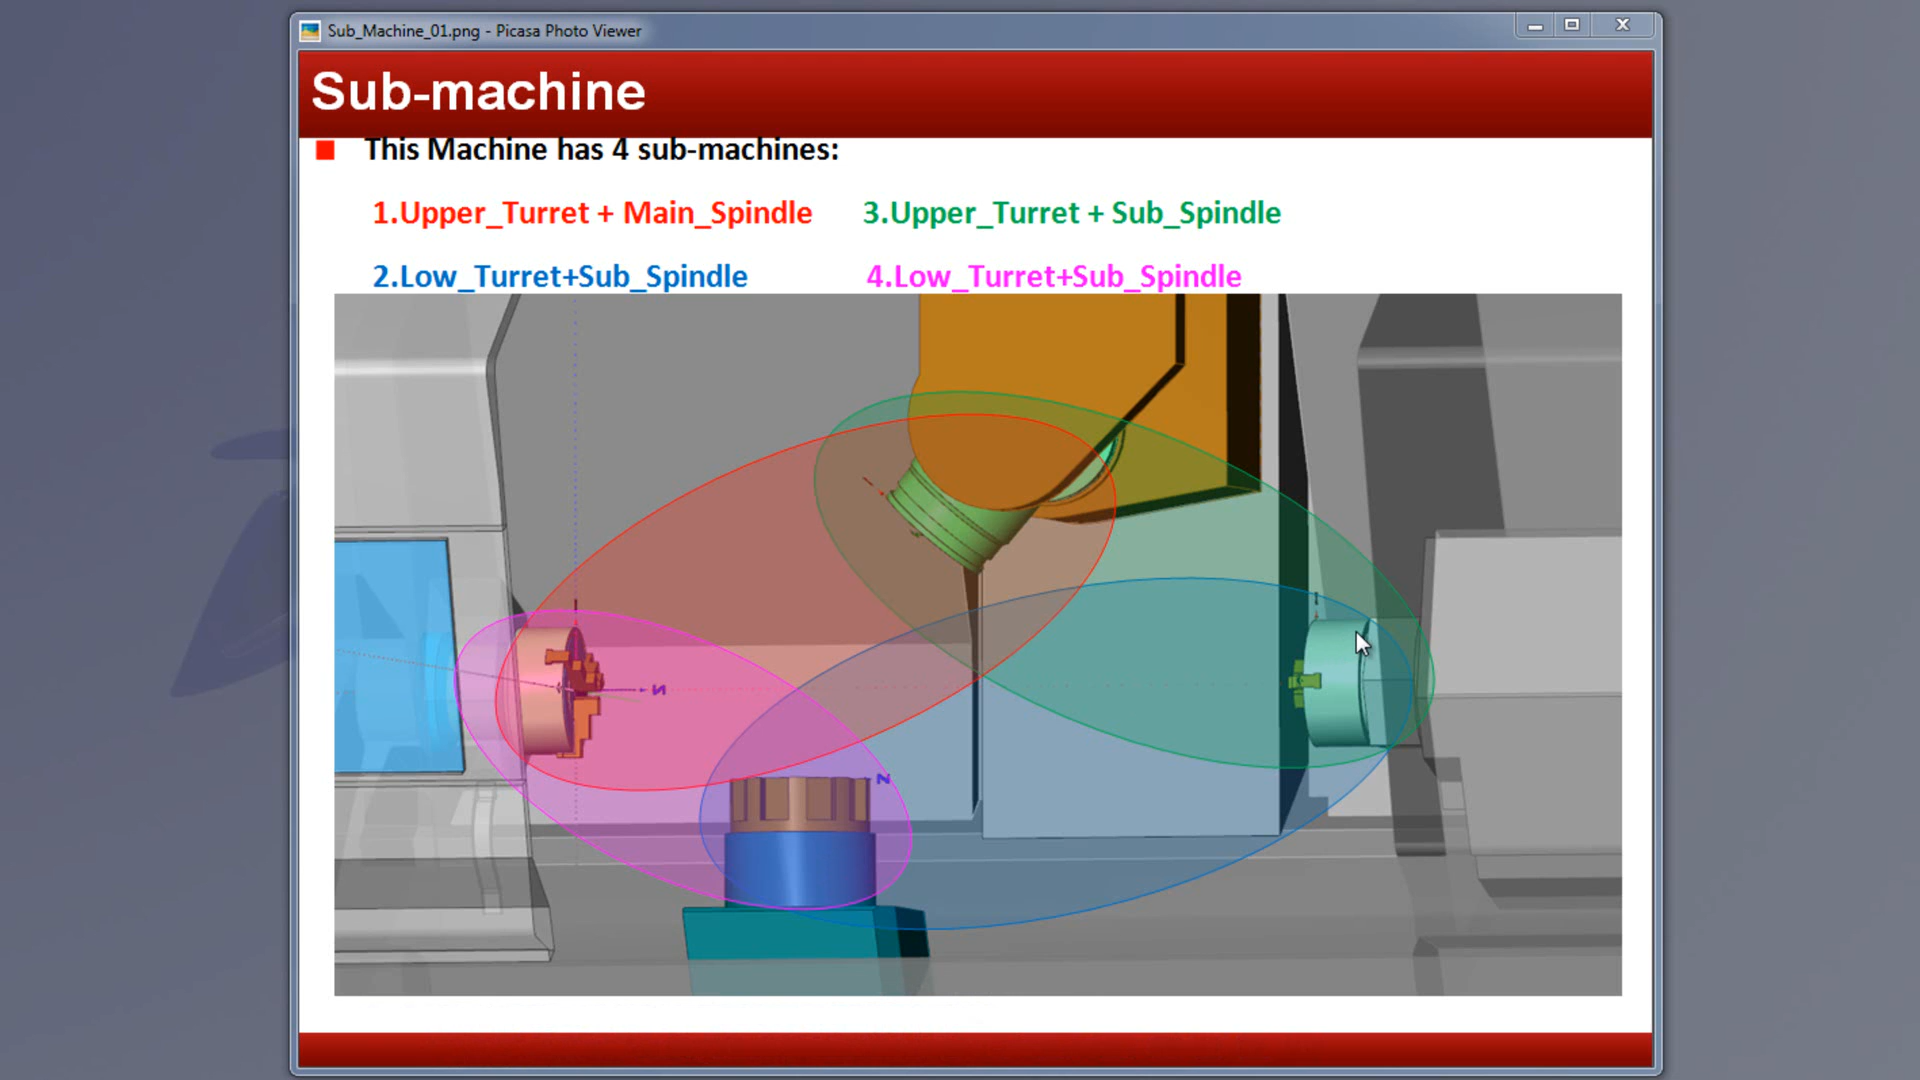 Sub_Machine_01.png - Picasa Photo Viewer
Sub-machine
This Machine has 4 sub-machines:
1.Upper_Turret + Main_Spindle
3.Upper_Turret + Sub_Spindle
2.Low_Turret+Sub_Spindle
4.Low_Turret+Sub_Spindle